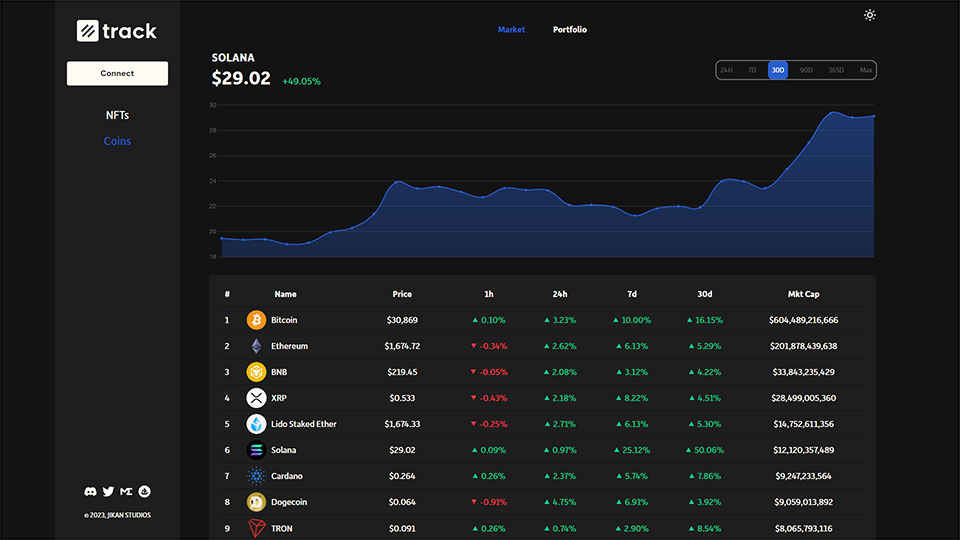 track
Connect
NFTs
Coins
Market Portfolio
SOLANA
$29.02 +49.05%
24H 7D 30D 90D 365D Max
30
28
26
24
22
20
18
# Name Price 1h 24h 7d 30d Mkt Cap
1 Bitcoin $30,869 ▲ 0.10% ▲ 3.23% ▲ 10.00% ▲ 16.15% $604,489,216,666
2 Ethereum $1,674.72 ▼ -0.34% ▲ 2.62% ▲ 6.13% ▲ 5.29% $201,878,439,638
3 BNB $219.45 ▼ -0.05% ▲ 2.08% ▲ 3.12% ▲ 4.22% $33,843,235,429
4 XRP $0.533 ▼ -0.43% ▲ 2.18% ▲ 8.22% ▲ 4.51% $28,499,005,360
5 Lido Staked Ether $1,674.33 ▼ -0.25% ▲ 2.71% ▲ 6.13% ▲ 5.30% $14,752,611,356
6 Solana $29.02 ▲ 0.09% ▲ 0.97% ▲ 25.12% ▲ 50.06% $12,120,357,489
7 Cardano $0.264 ▲ 0.26% ▲ 2.37% ▲ 5.74% ▲ 7.86% $9,247,233,564
8 Dogecoin $0.064 ▼ -0.91% ▲ 4.75% ▲ 6.91% ▲ 3.92% $9,059,013,892
9 TRON $0.091 ▲ 0.26% ▲ 0.74% ▲ 2.90% ▲ 8.54% $8,065,793,116
© 2023, JIKAN STUDIOS